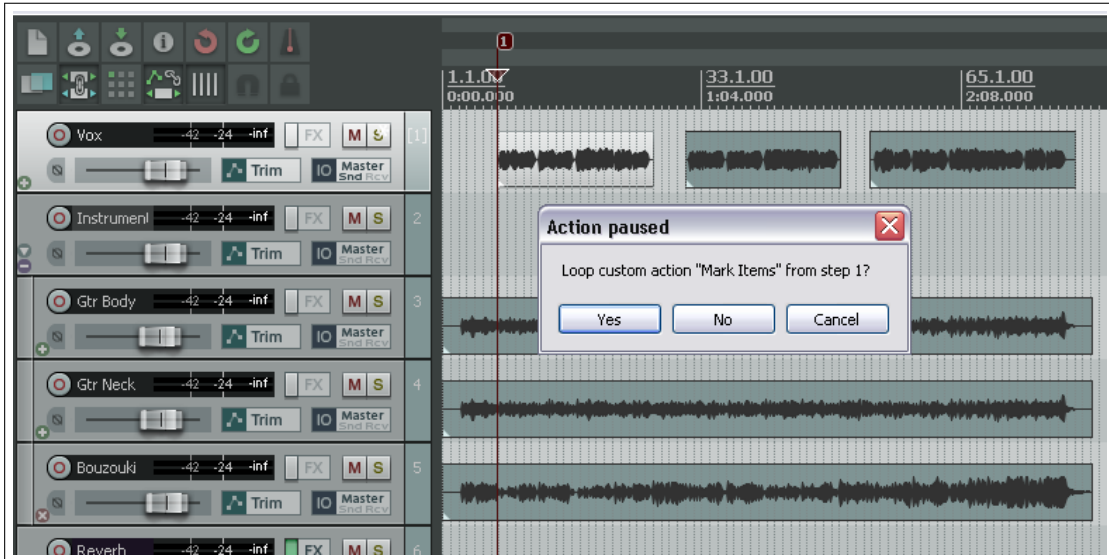 1
1.1.00 33.1.00 65.1.00
0:00.000 1:04.000 2:08.000
Vox -42 -24 -inf FX M S [1]
Trim IO Master
Snd Rcv
Instrument -42 -24 -inf FX M S 2
Trim IO Master
Snd Rcv
Action paused
Loop custom action "Mark Items" from step 1?
Yes No Cancel
Gtr Body -42 -24 -inf FX M S 3
Trim IO Master
Snd Rcv
Gtr Neck -42 -24 -inf FX M S 4
Trim IO Master
Snd Rcv
Bouzouki -42 -24 -inf FX M S 5
Trim IO Master
Snd Rcv
Reverb -42 -24 -inf FX M S 6